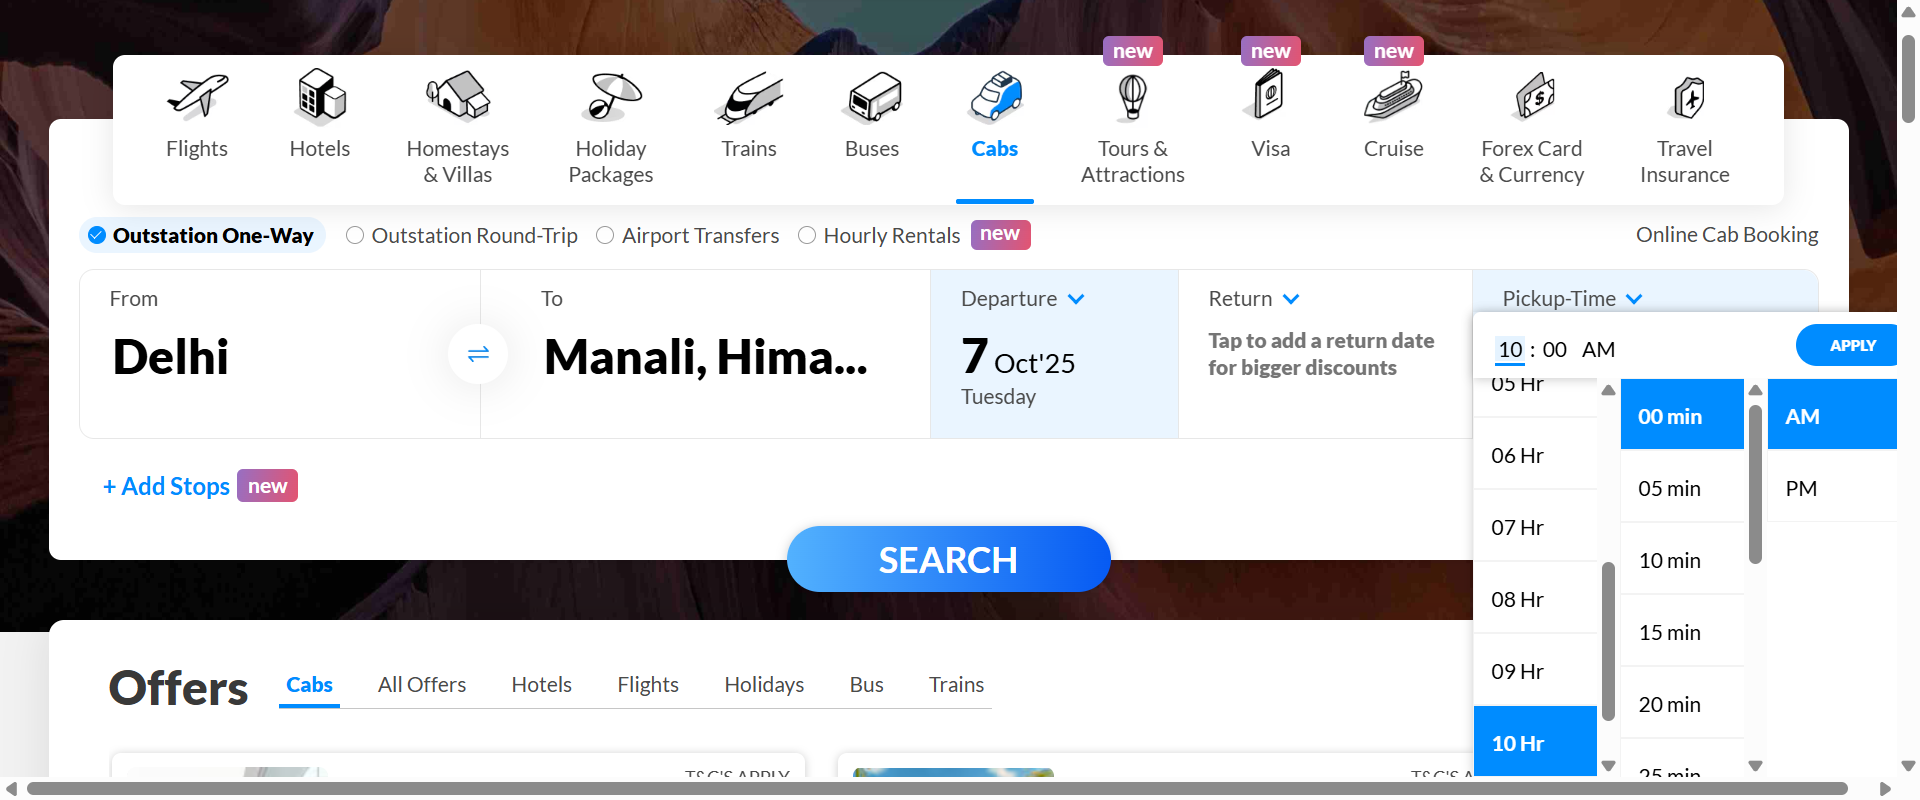 new
new
new
Flights
Hotels
Homestays
& Villas
Holiday
Packages
Trains
Buses
Cabs
Tours &
Attractions
Visa
Cruise
Forex Card
& Currency
Travel
Insurance
Outstation One-Way
Outstation Round-Trip
Airport Transfers
Hourly Rentals
new
Online Cab Booking
From
Delhi
To
Manali, Hima...
Departure
7 Oct'25
Tuesday
Return
Tap to add a return date
for bigger discounts
Pickup-Time
10 : 00 AM
APPLY
05 Hr
06 Hr
07 Hr
08 Hr
09 Hr
10 Hr
00 min
05 min
10 min
15 min
20 min
25 min
AM
PM
+ Add Stops
new
SEARCH
Offers
Cabs
All Offers
Hotels
Flights
Holidays
Bus
Trains
T&C'S APPLY
T&C'S A